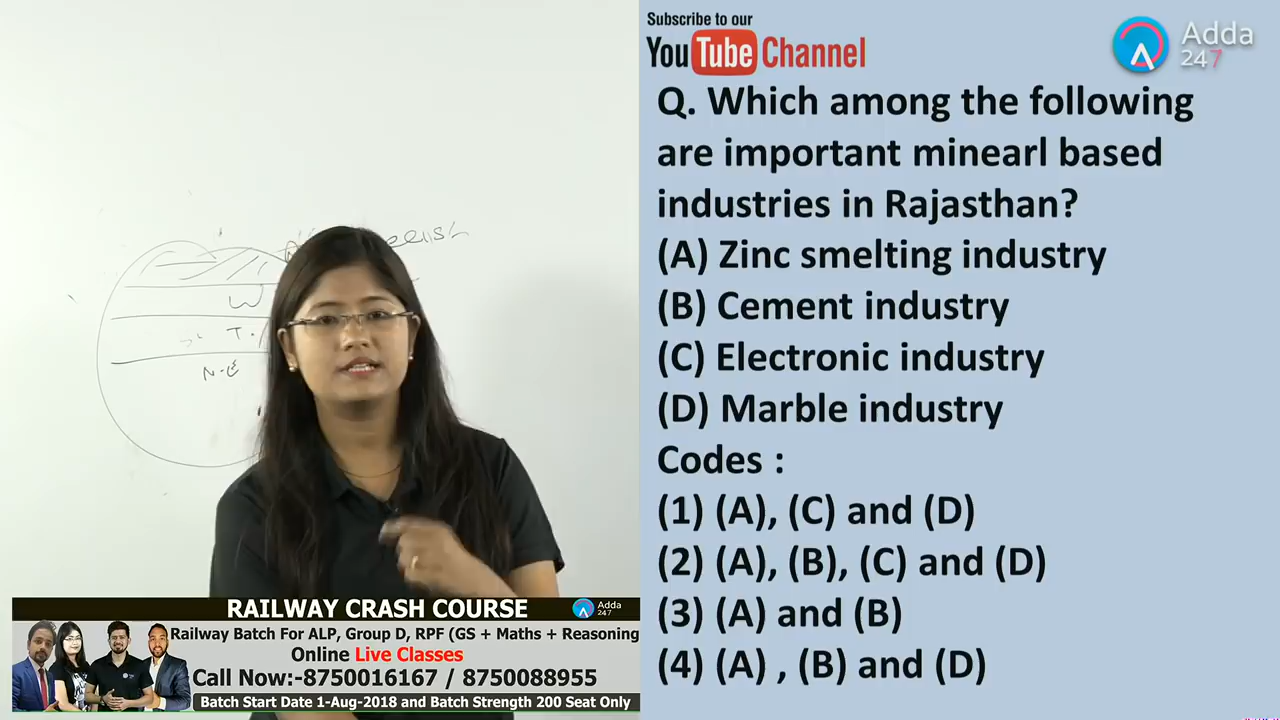 Subscribe to our
YouTube Channel
Adda
247
Q. Which among the following
are important minearl based
industries in Rajasthan?
(A) Zinc smelting industry
(B) Cement industry
(C) Electronic industry
(D) Marble industry
Codes :
(1) (A), (C) and (D)
(2) (A), (B), (C) and (D)
(3) (A) and (B)
(4) (A) , (B) and (D)
W
T.
N-E
RAILWAY CRASH COURSE
Adda
247
Railway Batch For ALP, Group D, RPF (GS + Maths + Reasoning
Online Live Classes
Call Now:-8750016167 / 8750088955
Batch Start Date 1-Aug-2018 and Batch Strength 200 Seat Only